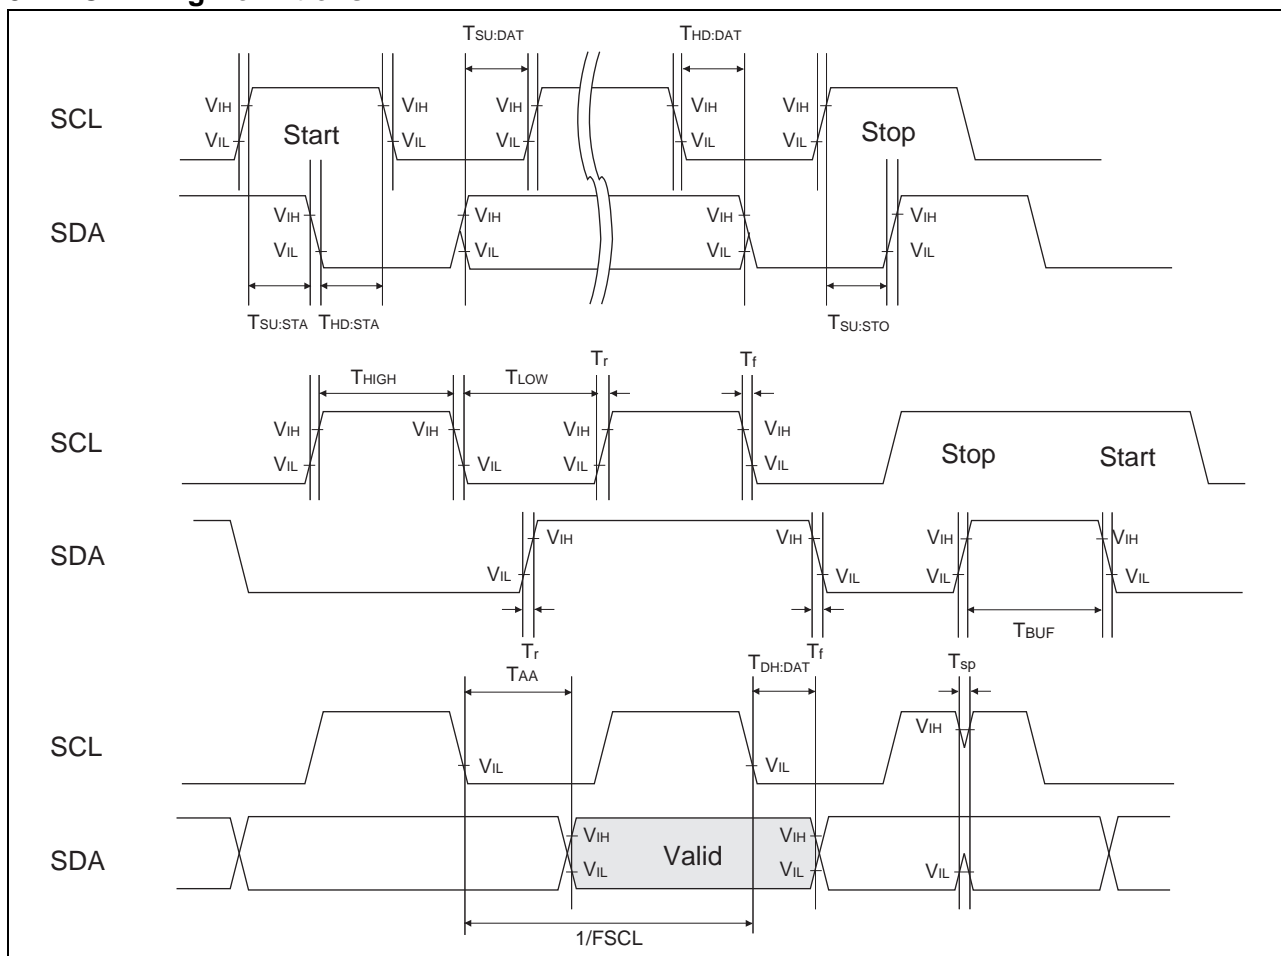 TSU:DAT THD:DAT
SCL VIH VIH VIH VIH VIH
Start Stop
VIL VIL VIL VIL VIL
SDA VIH VIH VIH VIH
VIL VIL VIL VIL
TSU:STA THD:STA TSU:STO
Tr Tf
THIGH TLOW
SCL VIH VIH VIH VIH
Stop Start
VIL VIL VIL VIL
SDA VIH VIH VIH VIH
VIL VIL VIL VIL
Tr Tf TBUF
TAA TDH:DAT Tsp
SCL VIH
VIL VIL
SDA VIH VIH
Valid
VIL VIL VIL
1/FSCL